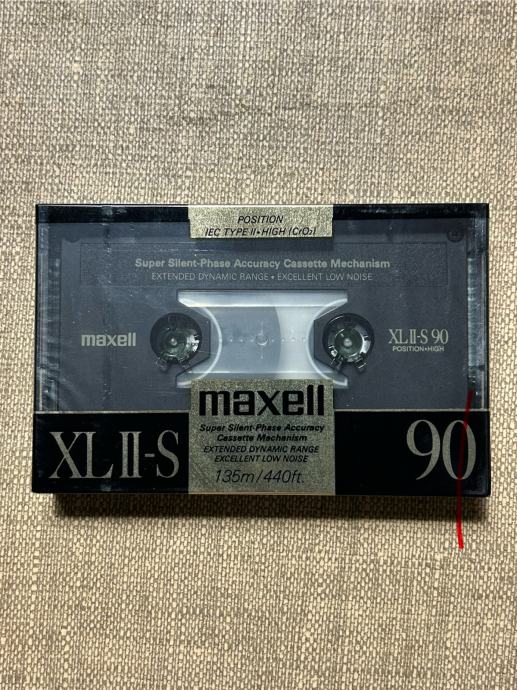 POSITION
IEC TYPE II•HIGH (CrO₂)
Super Silent-Phase Accuracy Cassette Mechanism
EXTENDED DYNAMIC RANGE • EXCELLENT LOW NOISE
maxell
XLII-S 90
POSITION•HIGH
maxell
Super Silent-Phase Accuracy
Cassette Mechanism
EXTENDED DYNAMIC RANGE
EXCELLENT LOW NOISE
135m/440ft.
XLII-S
90